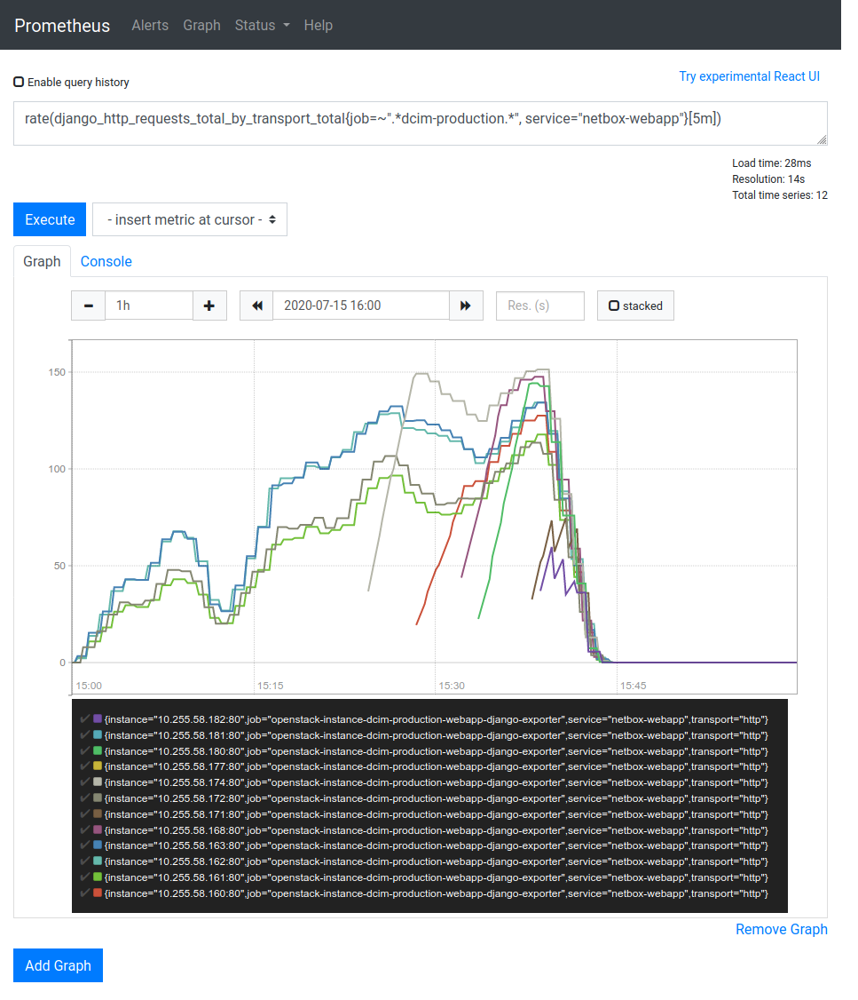 Prometheus Alerts Graph Status Help
Enable query history
Try experimental React UI
rate(django_http_requests_total_by_transport_total{job=~".*dcim-production.*", service="netbox-webapp"}[5m])
Load time: 28ms
Resolution: 14s
Total time series: 12
Execute - insert metric at cursor -
Graph Console
1h 2020-07-15 16:00 Res. (s) stacked
150
100
50
0
15:00 15:15 15:30 15:45
{instance="10.255.58.182:80",job="openstack-instance-dcim-production-webapp-django-exporter",service="netbox-webapp",transport="http"}
{instance="10.255.58.181:80",job="openstack-instance-dcim-production-webapp-django-exporter",service="netbox-webapp",transport="http"}
{instance="10.255.58.180:80",job="openstack-instance-dcim-production-webapp-django-exporter",service="netbox-webapp",transport="http"}
{instance="10.255.58.177:80",job="openstack-instance-dcim-production-webapp-django-exporter",service="netbox-webapp",transport="http"}
{instance="10.255.58.174:80",job="openstack-instance-dcim-production-webapp-django-exporter",service="netbox-webapp",transport="http"}
{instance="10.255.58.172:80",job="openstack-instance-dcim-production-webapp-django-exporter",service="netbox-webapp",transport="http"}
{instance="10.255.58.171:80",job="openstack-instance-dcim-production-webapp-django-exporter",service="netbox-webapp",transport="http"}
{instance="10.255.58.168:80",job="openstack-instance-dcim-production-webapp-django-exporter",service="netbox-webapp",transport="http"}
{instance="10.255.58.163:80",job="openstack-instance-dcim-production-webapp-django-exporter",service="netbox-webapp",transport="http"}
{instance="10.255.58.162:80",job="openstack-instance-dcim-production-webapp-django-exporter",service="netbox-webapp",transport="http"}
{instance="10.255.58.161:80",job="openstack-instance-dcim-production-webapp-django-exporter",service="netbox-webapp",transport="http"}
{instance="10.255.58.160:80",job="openstack-instance-dcim-production-webapp-django-exporter",service="netbox-webapp",transport="http"}
Remove Graph
Add Graph